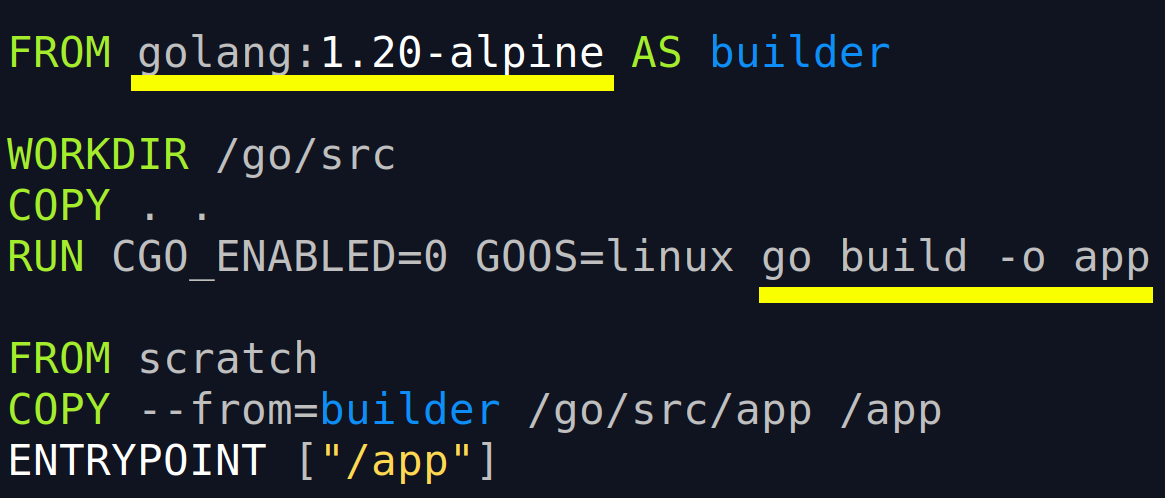 FROM golang:1.20-alpine AS builder
WORKDIR /go/src
COPY . .
RUN CGO_ENABLED=0 GOOS=linux go build -o app
FROM scratch
COPY --from=builder /go/src/app /app
ENTRYPOINT ["/app"]